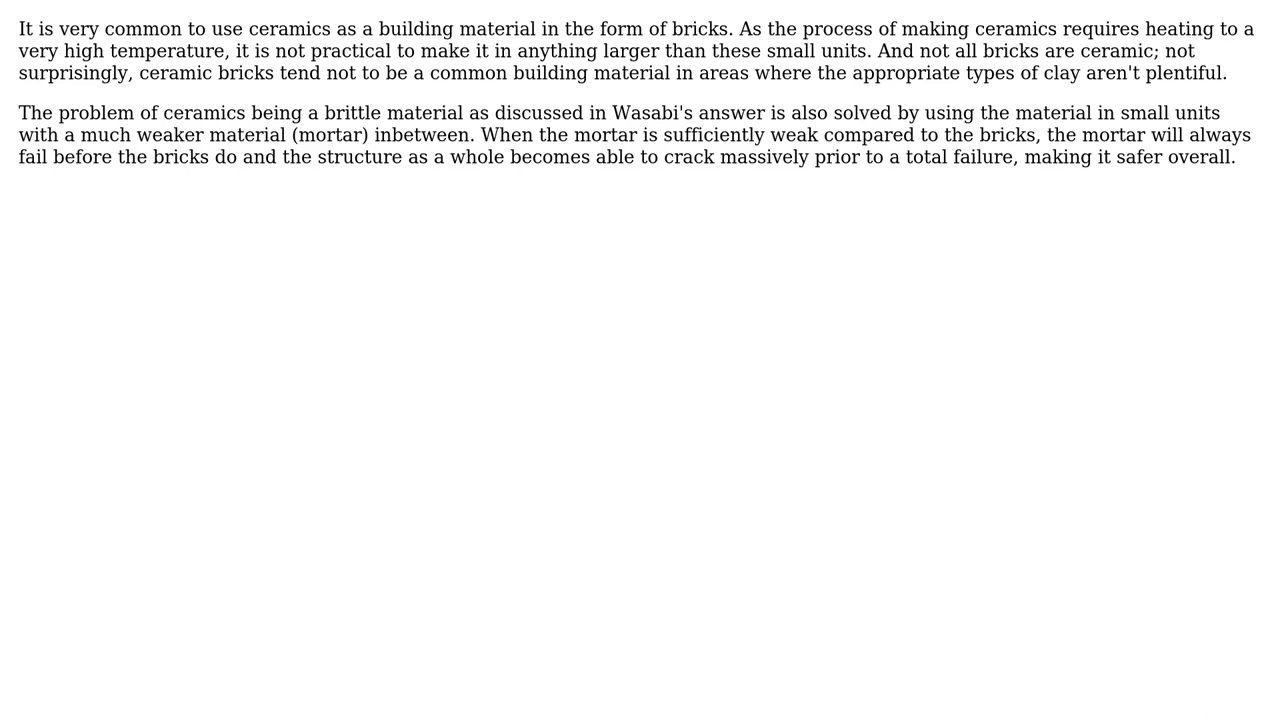 It is very common to use ceramics as a building material in the form of bricks. As the process of making ceramics requires heating to a
very high temperature, it is not practical to make it in anything larger than these small units. And not all bricks are ceramic; not
surprisingly, ceramic bricks tend not to be a common building material in areas where the appropriate types of clay aren't plentiful.
The problem of ceramics being a brittle material as discussed in Wasabi's answer is also solved by using the material in small units
with a much weaker material (mortar) inbetween. When the mortar is sufficiently weak compared to the bricks, the mortar will always
fail before the bricks do and the structure as a whole becomes able to crack massively prior to a total failure, making it safer overall.